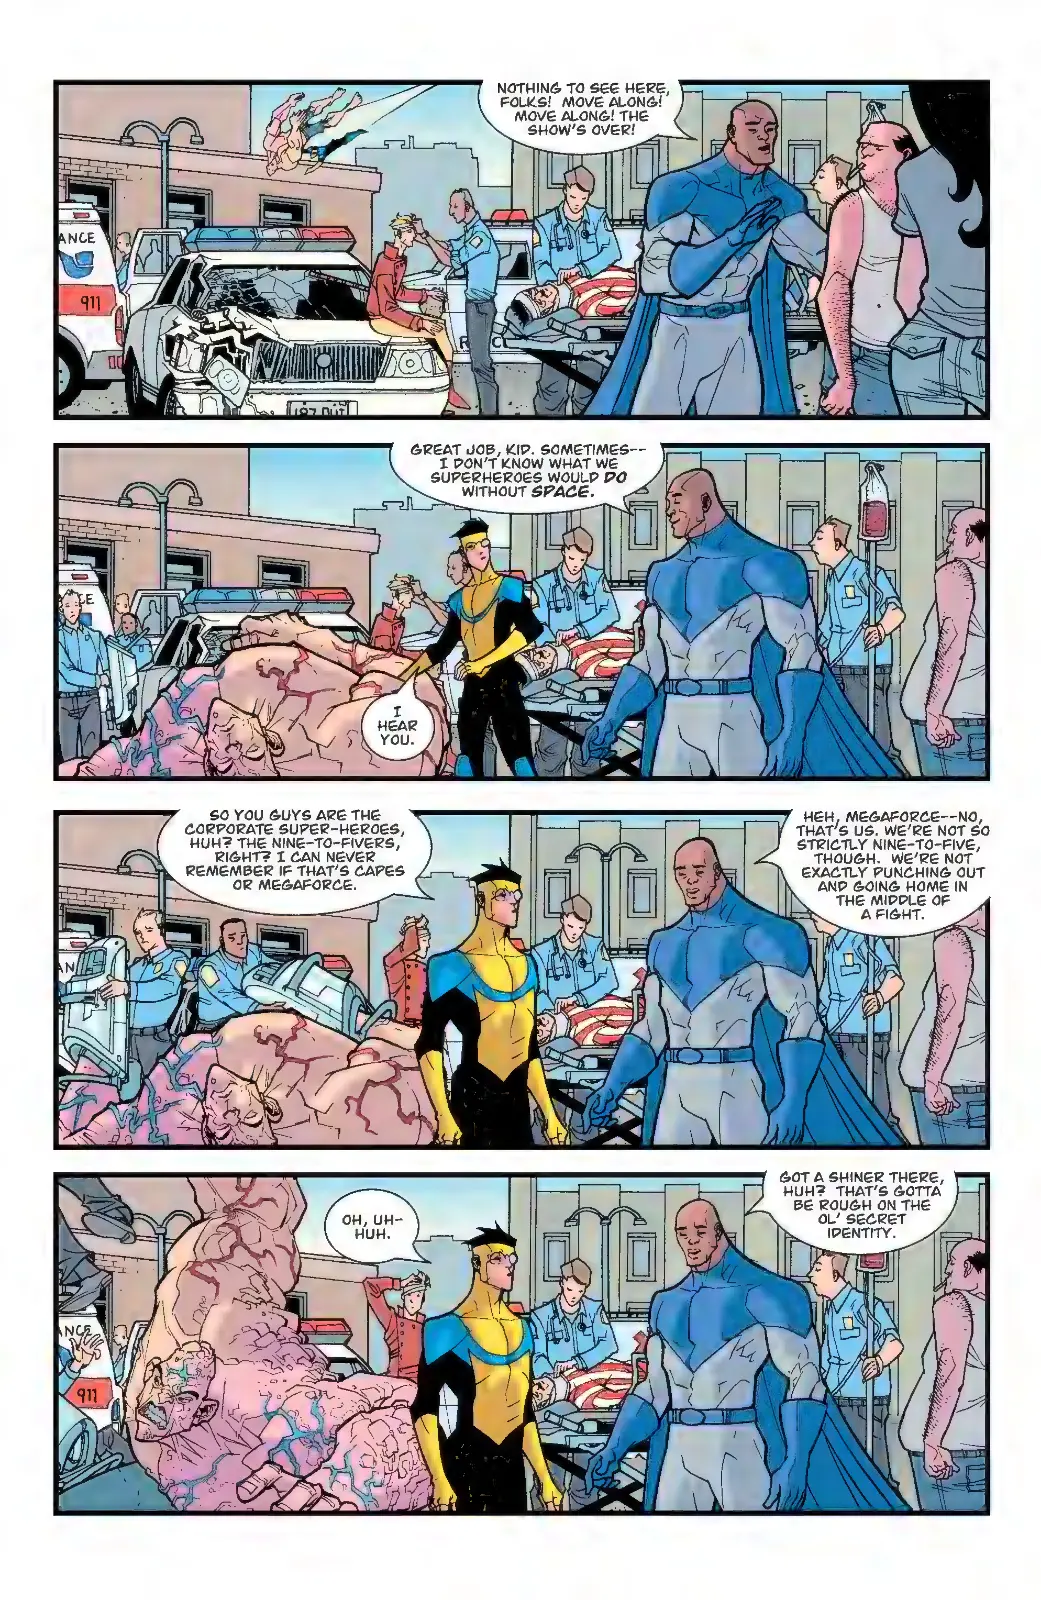 NOTHING TO SEE HERE,
FOLKS! MOVE ALONG!
MOVE ALONG! THE
SHOW'S OVER!
ANCE
911
187 OUT
GREAT JOB, KID. SOMETIMES--
I DON'T KNOW WHAT WE
SUPERHEROES WOULD DO
WITHOUT SPACE.
CE
I
HEAR
YOU.
SO YOU GUYS ARE THE
CORPORATE SUPER-HEROES,
HUH? THE NINE-TO-FIVERS,
RIGHT? I CAN NEVER
REMEMBER IF THAT'S CAPES
OR MEGAFORCE.
HEH, MEGAFORCE--NO,
THAT'S US. WE'RE NOT SO
STRICTLY NINE-TO-FIVE,
THOUGH. WE'RE NOT
EXACTLY PUNCHING OUT
AND GOING HOME IN
THE MIDDLE OF
A FIGHT.
AN
OH, UH-
HUH.
GOT A SHINER THERE,
HUH? THAT'S GOTTA
BE ROUGH ON THE
OL' SECRET
IDENTITY.
NCE
911